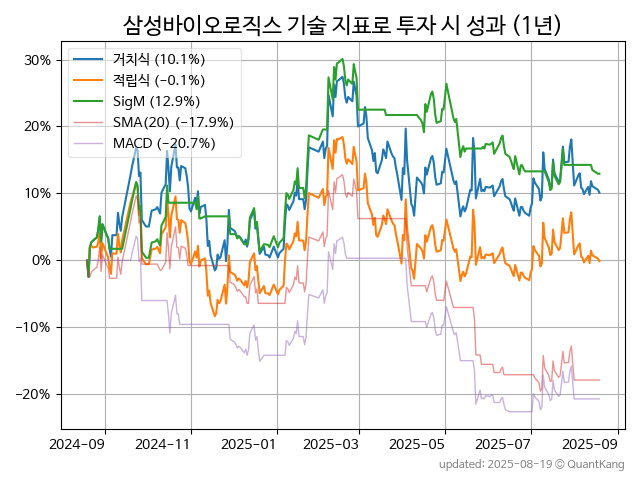 삼성바이오로직스 기술 지표로 투자 시 성과 (1년)
거치식 (10.1%)
적립식 (−0.1%)
SigM (12.9%)
SMA(20) (−17.9%)
MACD (−20.7%)
30%
20%
10%
0%
−10%
−20%
2024-09 2024-11 2025-01 2025-03 2025-05 2025-07 2025-09
updated: 2025-08-19 © QuantKang